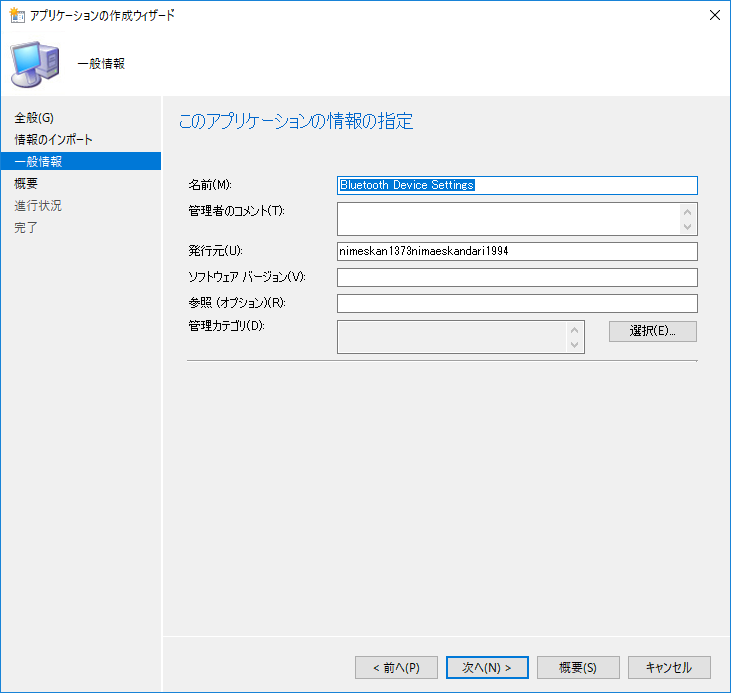 アプリケーションの作成ウィザード
一般情報
全般(G)
情報のインポート
一般情報
概要
進行状況
完了
このアプリケーションの情報の指定
名前(M):
Bluetooth Device Settings
管理者のコメント(T):
発行元(U):
nimeskan1373nimaeskandari1994
ソフトウェア バージョン(V):
参照 (オプション)(R):
管理カテゴリ(D):
選択(E)...
< 前へ(P)
次へ(N) >
概要(S)
キャンセル